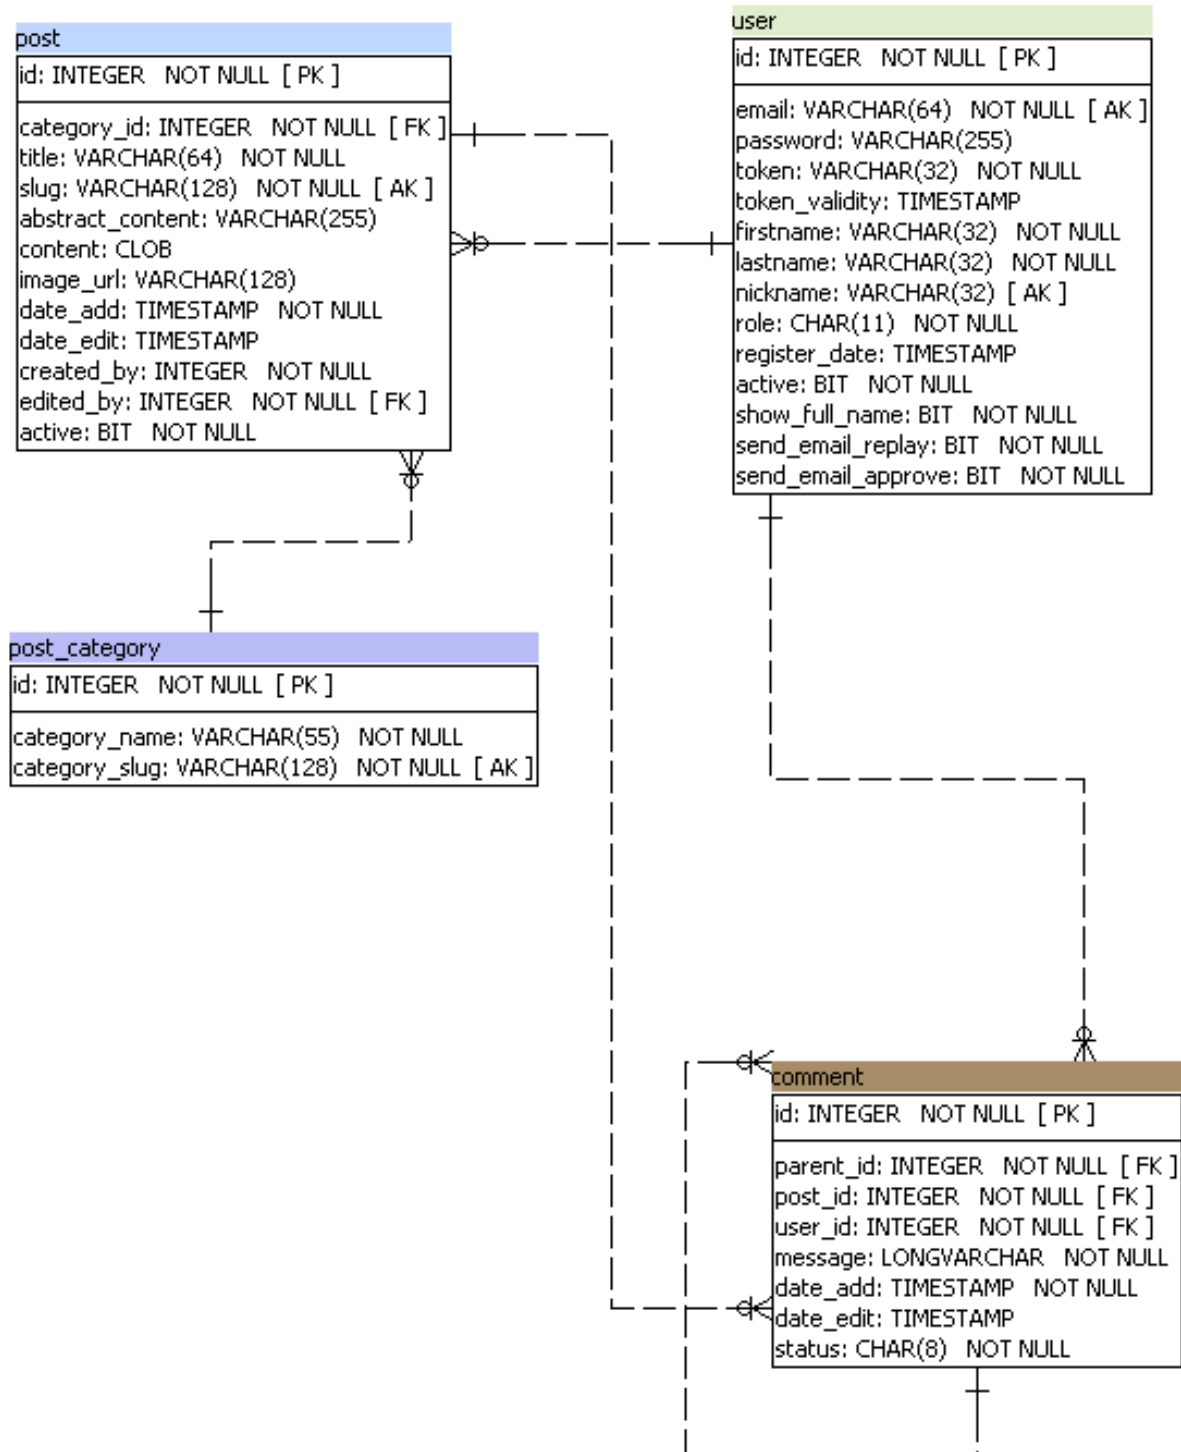 post
id: INTEGER NOT NULL [ PK ]
category_id: INTEGER NOT NULL [ FK ]
title: VARCHAR(64) NOT NULL
slug: VARCHAR(128) NOT NULL [ AK ]
abstract_content: VARCHAR(255)
content: CLOB
image_url: VARCHAR(128)
date_add: TIMESTAMP NOT NULL
date_edit: TIMESTAMP
created_by: INTEGER NOT NULL
edited_by: INTEGER NOT NULL [ FK ]
active: BIT NOT NULL
user
id: INTEGER NOT NULL [ PK ]
email: VARCHAR(64) NOT NULL [ AK ]
password: VARCHAR(255)
token: VARCHAR(32) NOT NULL
token_validity: TIMESTAMP
firstname: VARCHAR(32) NOT NULL
lastname: VARCHAR(32) NOT NULL
nickname: VARCHAR(32) [ AK ]
role: CHAR(11) NOT NULL
register_date: TIMESTAMP
active: BIT NOT NULL
show_full_name: BIT NOT NULL
send_email_replay: BIT NOT NULL
send_email_approve: BIT NOT NULL
post_category
id: INTEGER NOT NULL [ PK ]
category_name: VARCHAR(55) NOT NULL
category_slug: VARCHAR(128) NOT NULL [ AK ]
comment
id: INTEGER NOT NULL [ PK ]
parent_id: INTEGER NOT NULL [ FK ]
post_id: INTEGER NOT NULL [ FK ]
user_id: INTEGER NOT NULL [ FK ]
message: LONGVARCHAR NOT NULL
date_add: TIMESTAMP NOT NULL
date_edit: TIMESTAMP
status: CHAR(8) NOT NULL